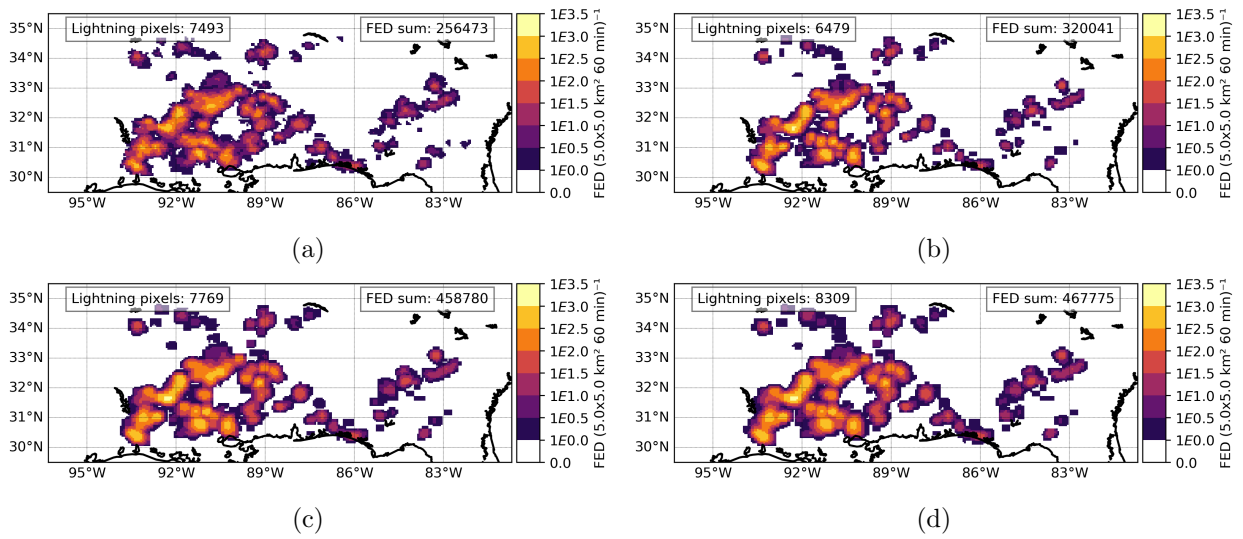 Lightning pixels: 7493
FED sum: 256473
35°N
34°N
33°N
32°N
31°N
30°N
95°W 92°W 89°W 86°W 83°W
1E3.5
1E3.0
1E2.5
1E2.0
1E1.5
1E1.0
1E0.0
0.0
FED (5.0x5.0 km² 60 min)⁻¹
(a)
Lightning pixels: 6479
FED sum: 320041
35°N
34°N
33°N
32°N
31°N
30°N
95°W 92°W 89°W 86°W 83°W
1E3.5
1E3.0
1E2.5
1E2.0
1E1.5
1E1.0
1E0.0
0.0
FED (5.0x5.0 km² 60 min)⁻¹
(b)
Lightning pixels: 7769
FED sum: 458780
35°N
34°N
33°N
32°N
31°N
30°N
95°W 92°W 89°W 86°W 83°W
1E3.5
1E3.0
1E2.5
1E2.0
1E1.5
1E1.0
1E0.0
0.0
FED (5.0x5.0 km² 60 min)⁻¹
(c)
Lightning pixels: 8309
FED sum: 467775
35°N
34°N
33°N
32°N
31°N
30°N
95°W 92°W 89°W 86°W 83°W
1E3.5
1E3.0
1E2.5
1E2.0
1E1.5
1E1.0
1E0.0
0.0
FED (5.0x5.0 km² 60 min)⁻¹
(d)